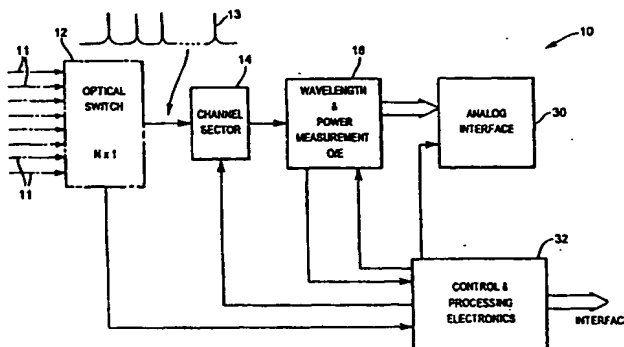 13
10
12
11
14
16
OPTICAL
SWITCH
N x 1
CHANNEL
SECTOR
WAVELENGTH
&
POWER
MEASUREMENT
O/E
ANALOG
INTERFACE
30
11
32
CONTROL &
PROCESSING
ELECTRONICS
INTERFACE